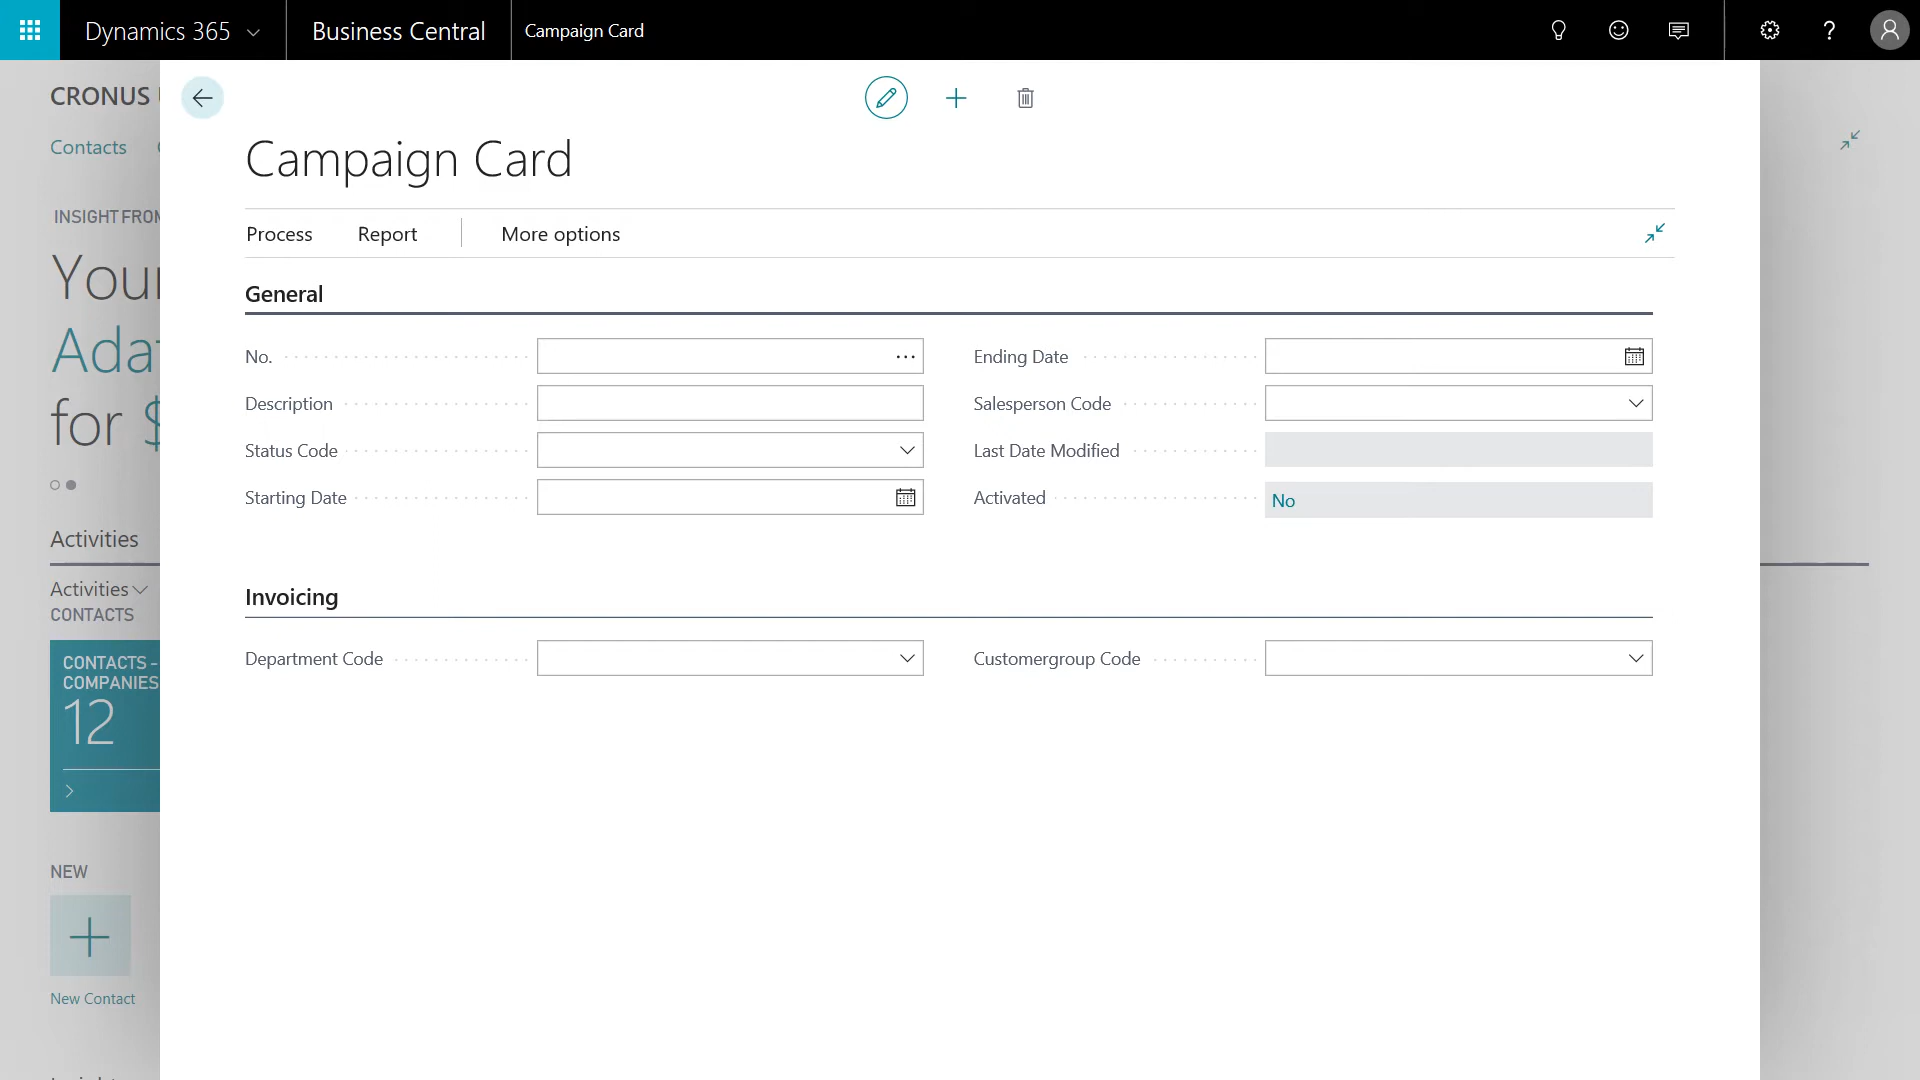 Dynamics 365
Business Central
Campaign Card
?
CRONUS
Contacts
Campaign Card
INSIGHT FROM
Process
Report
More options
Your
General
Ada
No.
Ending Date
for $
Description
Salesperson Code
Status Code
Last Date Modified
Starting Date
Activated
No
Activities
Activities
CONTACTS
Invoicing
CONTACTS -
COMPANIES
12
Department Code
Customergroup Code
NEW
New Contact